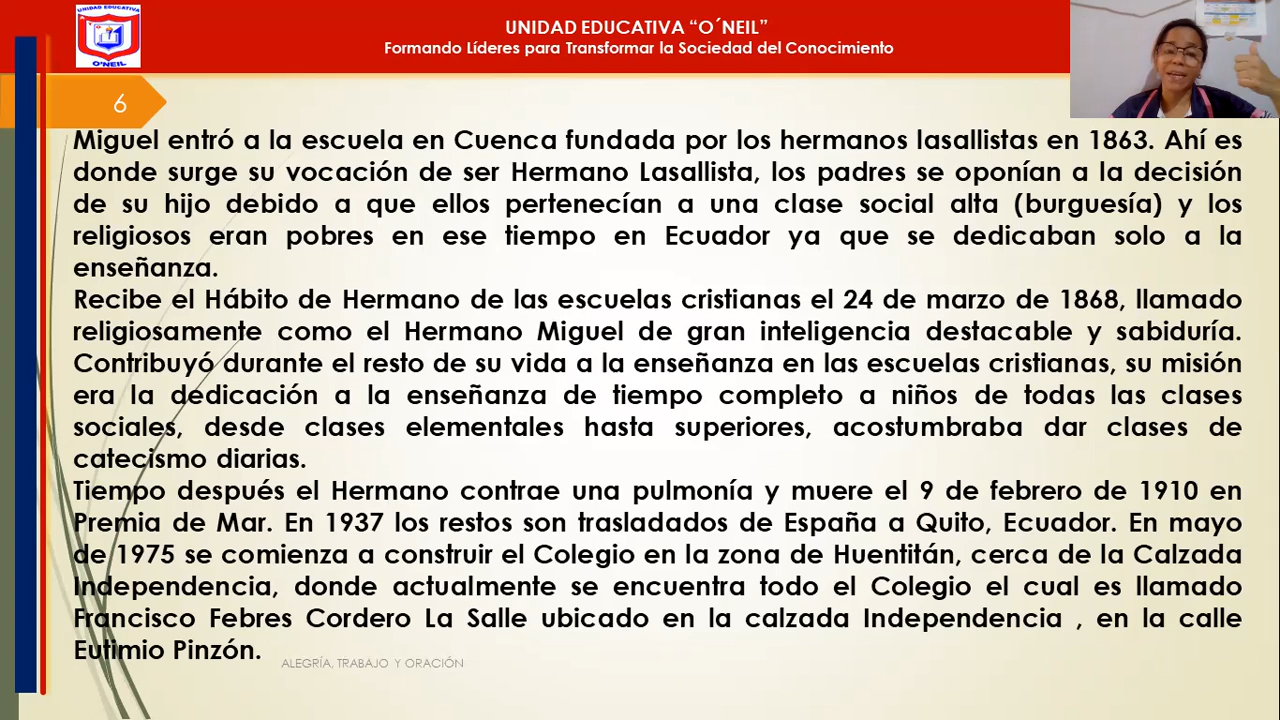 UNIDAD EDUCATIVA “O´NEIL”
Formando Líderes para Transformar la Sociedad del Conocimiento
O'NEIL
6
Miguel entró a la escuela en Cuenca fundada por los hermanos lasallistas en 1863. Ahí es
donde surge su vocación de ser Hermano Lasallista, los padres se oponían a la decisión
de su hijo debido a que ellos pertenecían a una clase social alta (burguesía) y los
religiosos eran pobres en ese tiempo en Ecuador ya que se dedicaban solo a la
enseñanza.
Recibe el Hábito de Hermano de las escuelas cristianas el 24 de marzo de 1868, llamado
religiosamente como el Hermano Miguel de gran inteligencia destacable y sabiduría.
Contribuyó durante el resto de su vida a la enseñanza en las escuelas cristianas, su misión
era la dedicación a la enseñanza de tiempo completo a niños de todas las clases
sociales, desde clases elementales hasta superiores, acostumbraba dar clases de
catecismo diarias.
Tiempo después el Hermano contrae una pulmonía y muere el 9 de febrero de 1910 en
Premia de Mar. En 1937 los restos son trasladados de España a Quito, Ecuador. En mayo
de 1975 se comienza a construir el Colegio en la zona de Huentitán, cerca de la Calzada
Independencia, donde actualmente se encuentra todo el Colegio el cual es llamado
Francisco Febres Cordero La Salle ubicado en la calzada Independencia , en la calle
Eutimio Pinzón.
ALEGRÍA, TRABAJO Y ORACIÓN